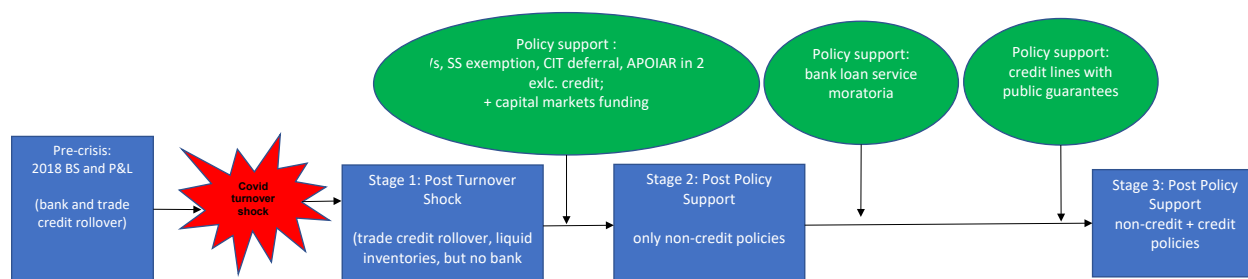 Policy support :
's, SS exemption, CIT deferral, APOIAR in 2
exlc. credit;
+ capital markets funding
Policy support:
bank loan service
moratoria
Policy support:
credit lines with
public guarantees
Pre-crisis:
2018 BS and P&L
(bank and trade
credit rollover)
Covid
turnover
shock
Stage 1: Post Turnover
Shock
(trade credit rollover, liquid
inventories, but no bank
Stage 2: Post Policy
Support
only non-credit policies
Stage 3: Post Policy
Support
non-credit + credit
policies